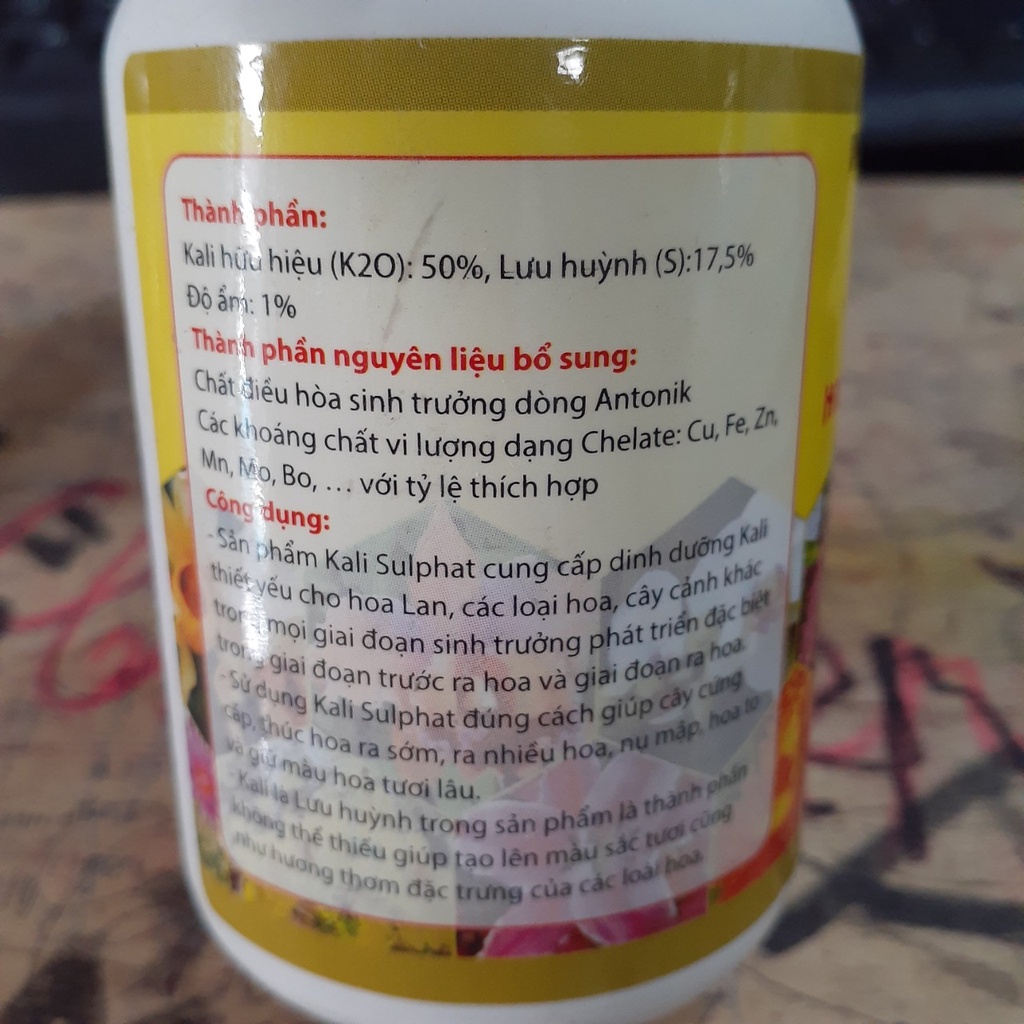 Thành phần:
Kali hữu hiệu (K2O): 50%, Lưu huỳnh (S):17,5%
Độ ẩm: 1%
Thành phần nguyên liệu bổ sung:
Chất điều hòa sinh trưởng dòng Antonik
Các khoáng chất vi lượng dạng Chelate: Cu, Fe, Zn,
Mn, Mo, Bo, ... với tỷ lệ thích hợp
Công dụng:
- Sản phẩm Kali Sulphat cung cấp dinh dưỡng Kali
thiết yếu cho hoa Lan, các loại hoa, cây cảnh khác
trong mọi giai đoạn sinh trưởng phát triển đặc biệt
trong giai đoạn trước ra hoa và giai đoạn ra hoa.
- Sử dụng Kali Sulphat đúng cách giúp cây cứng
cáp, thúc hoa ra sớm, ra nhiều hoa, nụ mập, hoa to
và giữ màu hoa tươi lâu.
- Kali là Lưu huỳnh trong sản phẩm là thành phần
không thể thiếu giúp tạo lên màu sắc tươi cũng
như hương thơm đặc trưng của các loài hoa.